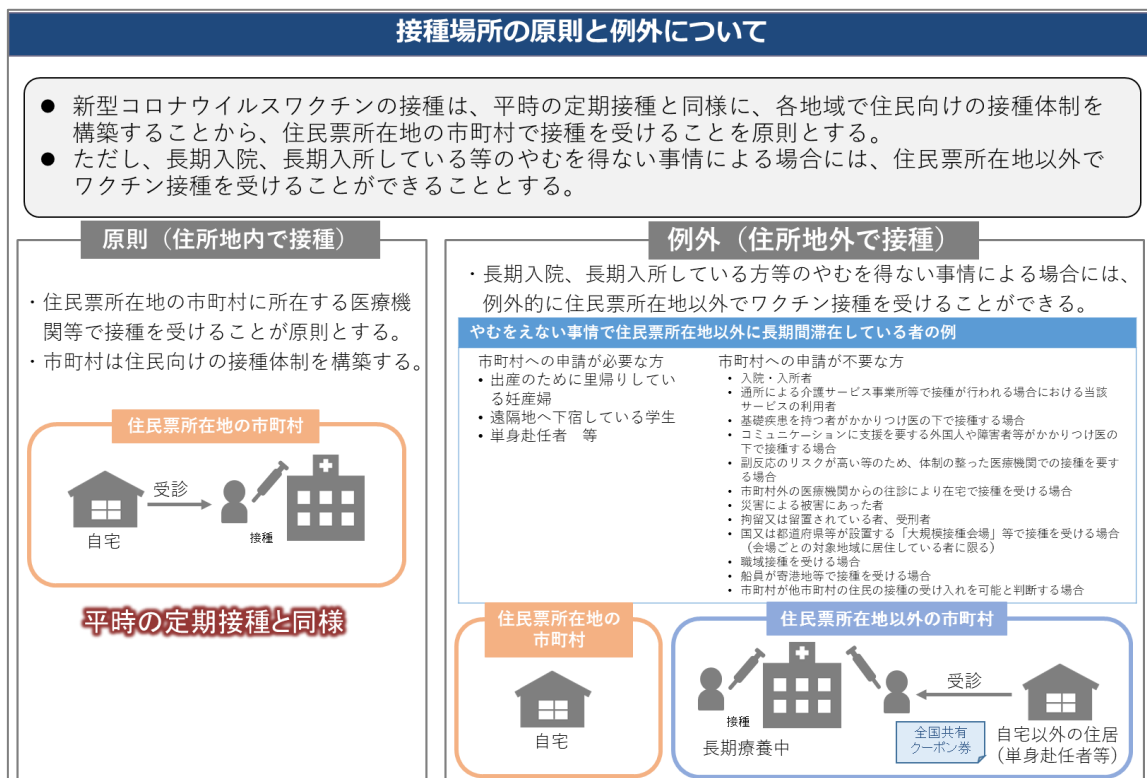 接種場所の原則と例外について
● 新型コロナウイルスワクチンの接種は、平時の定期接種と同様に、各地域で住民向けの接種体制を
構築することから、住民票所在地の市町村で接種を受けることを原則とする。
● ただし、長期入院、長期入所している等のやむを得ない事情による場合には、住民票所在地以外で
ワクチン接種を受けることができることとする。
原則（住所地内で接種）
・住民票所在地の市町村に所在する医療機
関等で接種を受けることが原則とする。
・市町村は住民向けの接種体制を構築する。
住民票所在地の市町村
受診
接種
自宅
平時の定期接種と同様
例外（住所地外で接種）
・長期入院、長期入所している方等のやむを得ない事情による場合には、
例外的に住民票所在地以外でワクチン接種を受けることができる。
やむをえない事情で住民票所在地以外に長期間滞在している者の例
市町村への申請が必要な方
• 出産のために里帰りしてい
る妊産婦
• 遠隔地へ下宿している学生
• 単身赴任者　等
市町村への申請が不要な方
• 入院・入所者
• 通所による介護サービス事業所等で接種が行われる場合における当該
サービスの利用者
• 基礎疾患を持つ者がかかりつけ医の下で接種する場合
• コミュニケーションに支援を要する外国人や障害者等がかかりつけ医の
下で接種する場合
• 副反応のリスクが高い等のため、体制の整った医療機関での接種を要す
る場合
• 市町村外の医療機関からの往診により在宅で接種を受ける場合
• 災害による被害にあった者
• 拘留又は留置されている者、受刑者
• 国又は都道府県等が設置する「大規模接種会場」等で接種を受ける場合
（会場ごとの対象地域に居住している者に限る）
• 職域接種を受ける場合
• 船員が寄港地等で接種を受ける場合
• 市町村が他市町村の住民の接種の受け入れを可能と判断する場合
住民票所在地の
市町村
自宅
住民票所在地以外の市町村
接種
長期療養中
受診
全国共有
クーポン券
自宅以外の住居
（単身赴任者等）